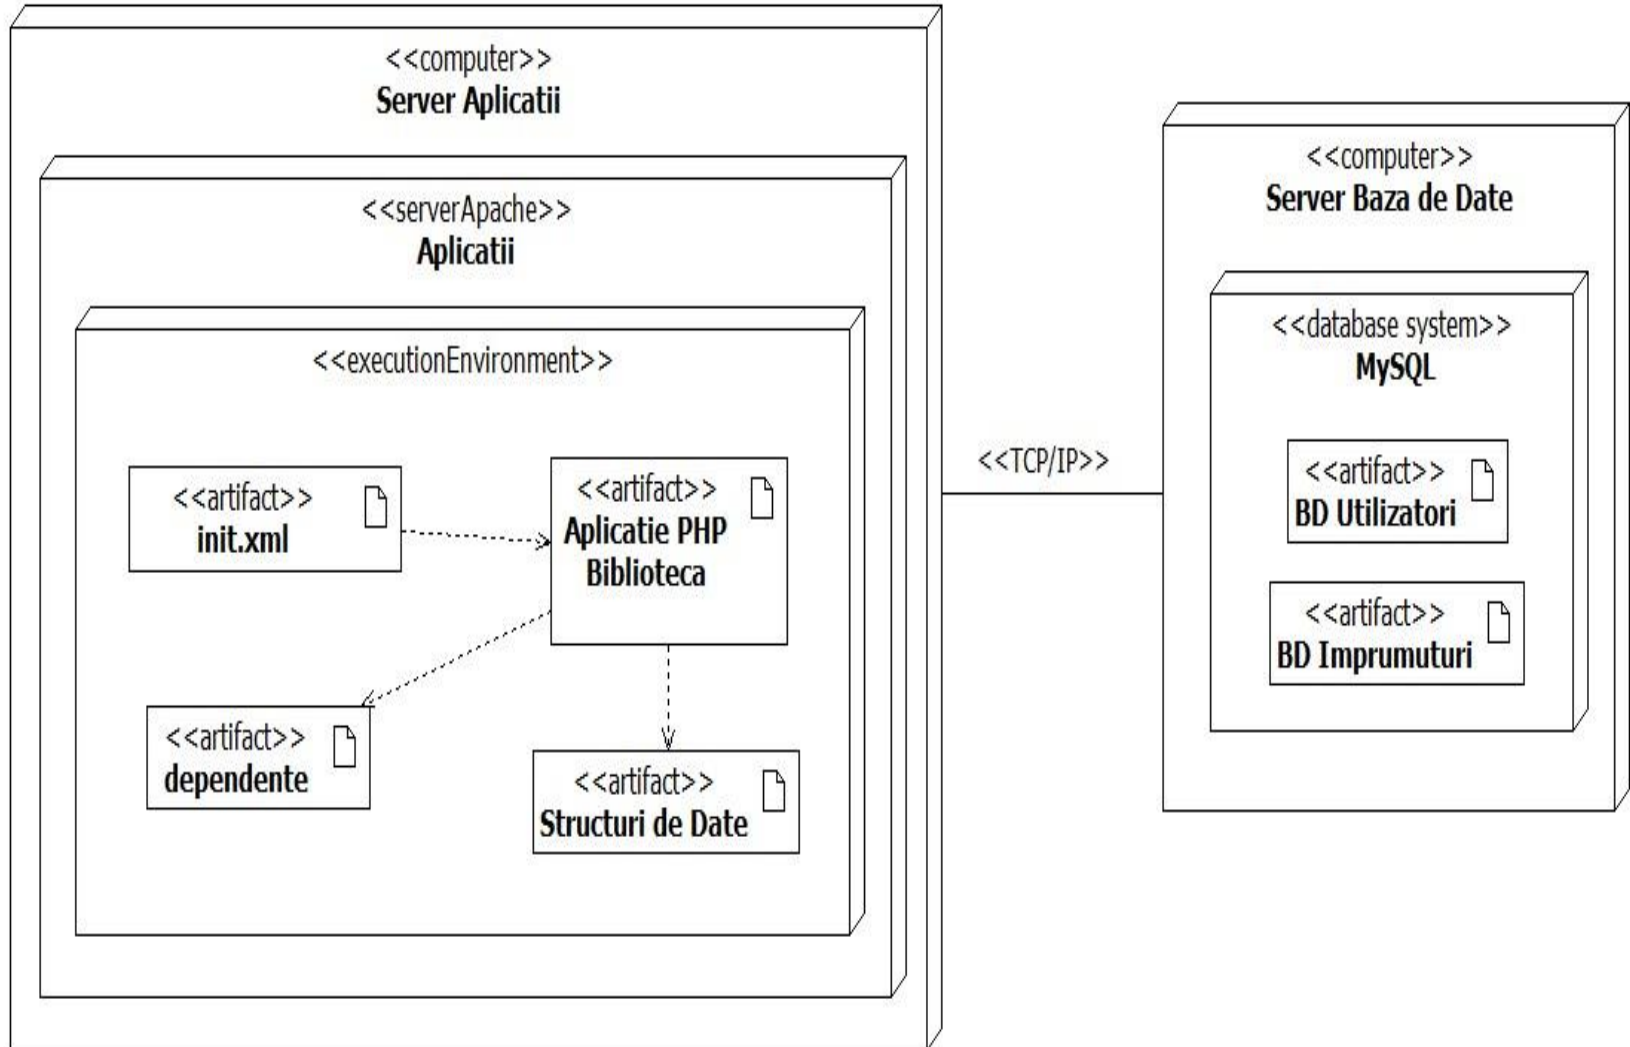 <<computer>>
Server Aplicatii
<<serverApache>>
Aplicatii
<<executionEnvironment>>
<<artifact>>
init.xml
<<artifact>>
Aplicatie PHP
Biblioteca
<<artifact>>
dependente
<<artifact>>
Structuri de Date
<<TCP/IP>>
<<computer>>
Server Baza de Date
<<database system>>
MySQL
<<artifact>>
BD Utilizatori
<<artifact>>
BD Imprumuturi